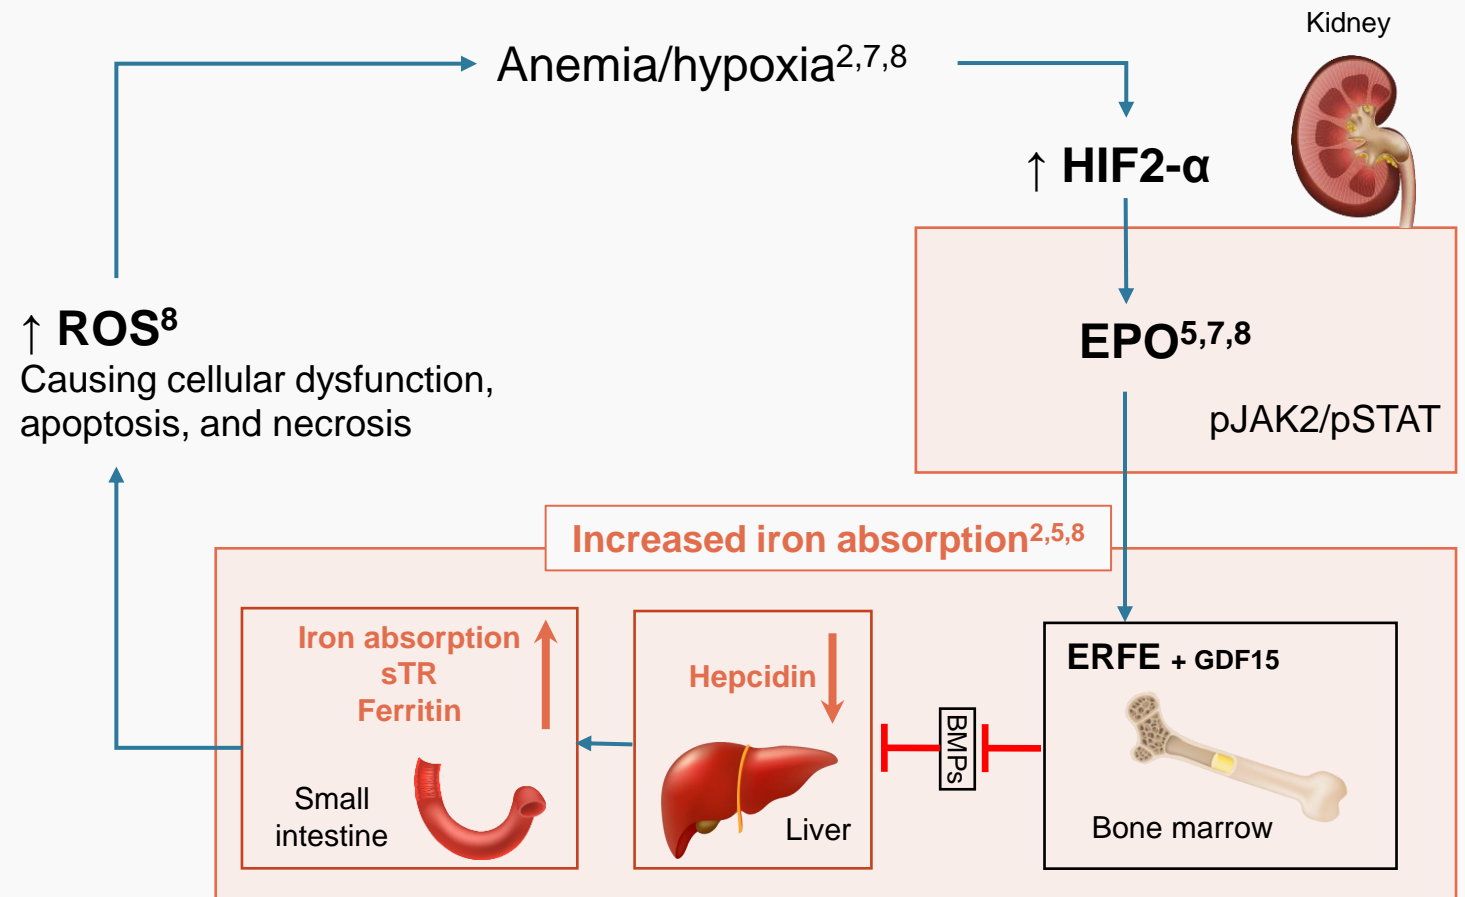 Kidney
Anemia/hypoxia2,7,8
↑ HIF2-α
EPO5,7,8
pJAK2/pSTAT
↑ ROS8
Causing cellular dysfunction,
apoptosis, and necrosis
Increased iron absorption2,5,8
Iron absorption
sTR
Ferritin
Small
intestine
Hepcidin
Liver
BMPs
ERFE + GDF15
Bone marrow